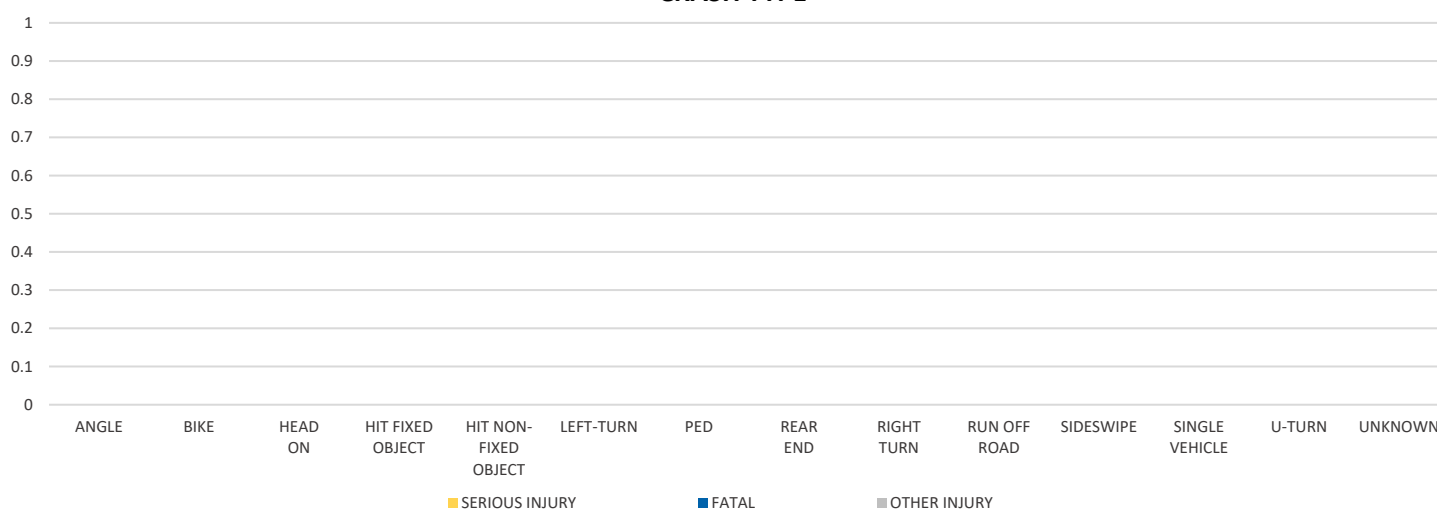 1
0.9
0.8
0.7
0.6
0.5
0.4
0.3
0.2
0.1
0
ANGLE
BIKE
HEAD
ON
HIT FIXED
OBJECT
HIT NON-
FIXED
OBJECT
LEFT-TURN
PED
REAR
END
RIGHT
TURN
RUN OFF
ROAD
SIDESWIPE
SINGLE
VEHICLE
U-TURN
UNKNOWN
SERIOUS INJURY
FATAL
OTHER INJURY